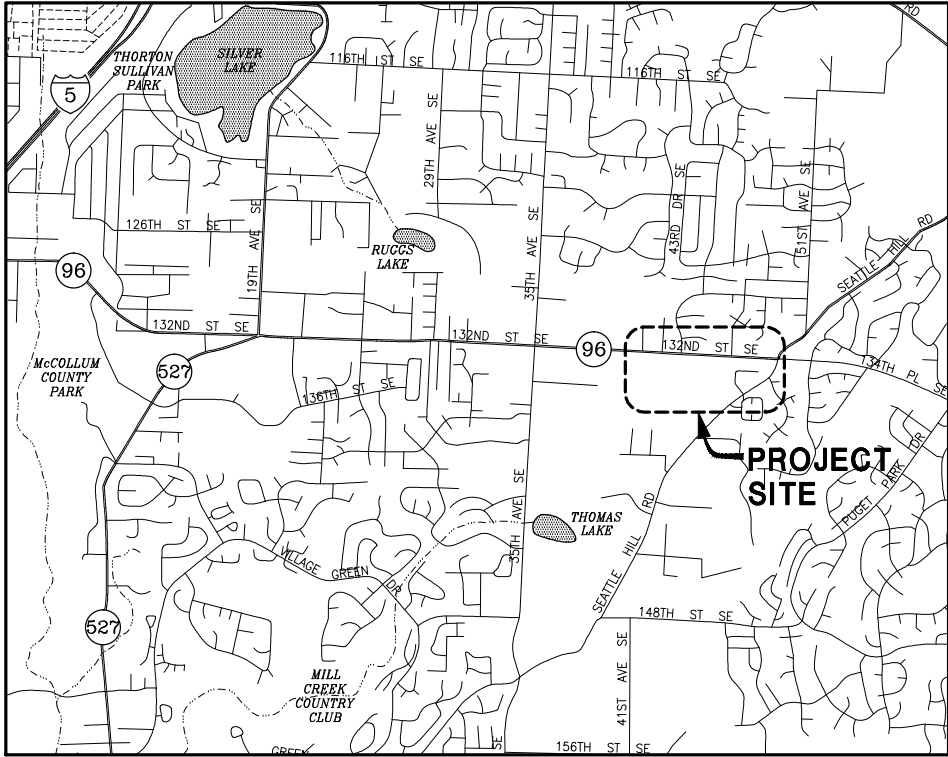 RD
THORTON
SULLIVAN
PARK
SILVER
LAKE
5
116TH ST SE
116TH ST SE
29TH AVE SE
35TH AVE SE
43RD DR SE
51ST AVE SE
SEATTLE HILL RD
126TH ST SE
19TH AVE SE
RUGGS
LAKE
96
132ND ST SE
132ND ST SE
96
132ND ST SE
134TH PL SE
527
McCOLLUM
COUNTY
PARK
136TH ST SE
PROJECT
SITE
PUGET PARK DR
35TH AVE SE
THOMAS
LAKE
SEATTLE HILL RD
VILLAGE GREEN DR
527
148TH ST SE
41ST AVE SE
MILL
CREEK
COUNTRY
CLUB
GREEN
SE
156TH ST SE